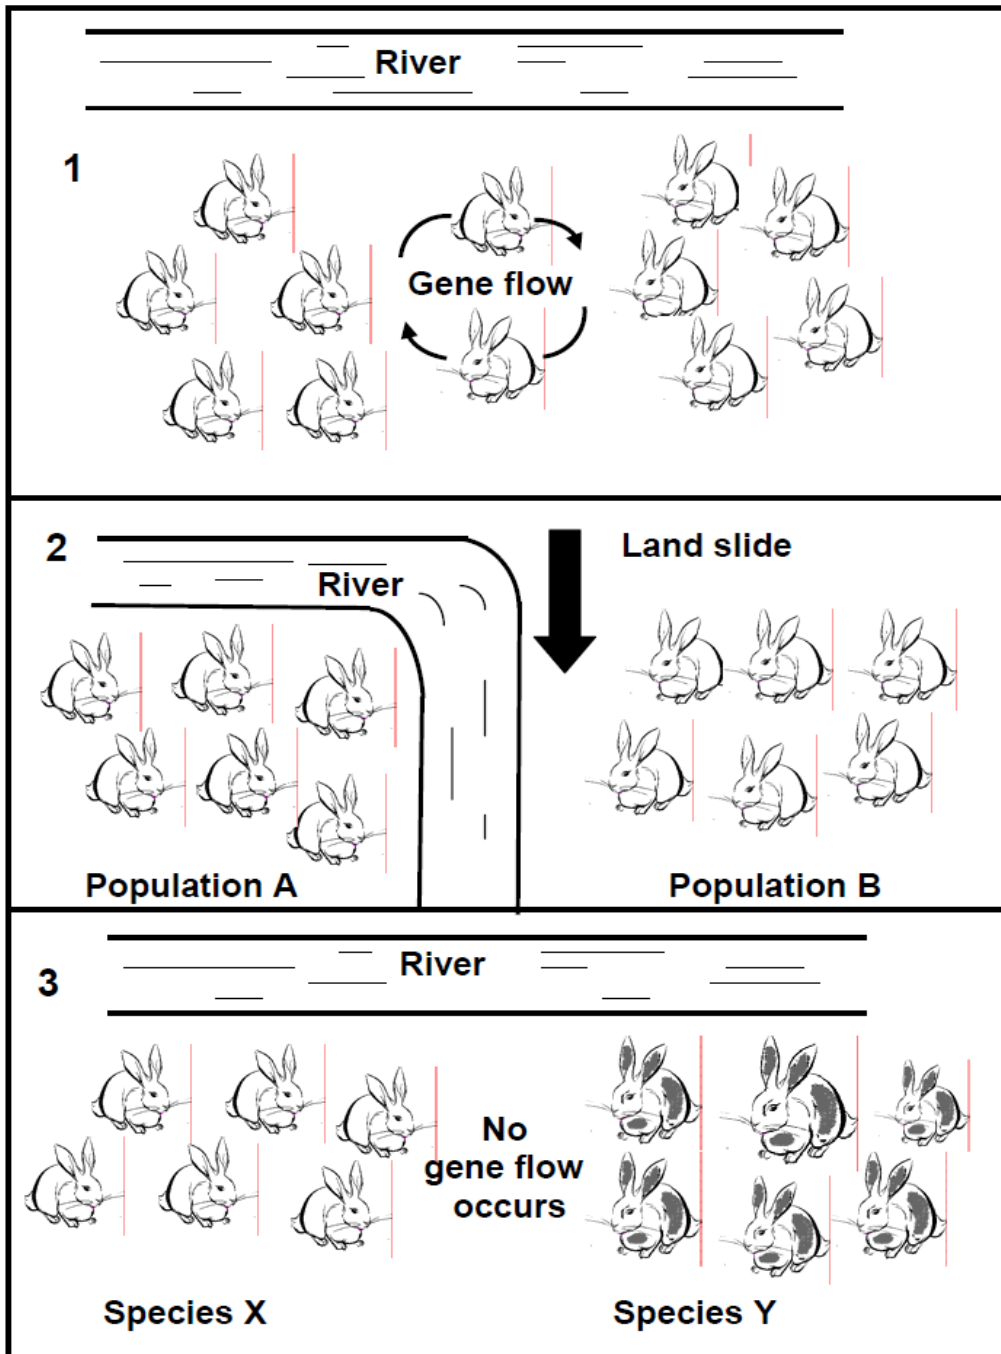 River
1
Gene flow
2
Land slide
River
Population A
Population B
3
River
No
gene flow
occurs
Species X
Species Y